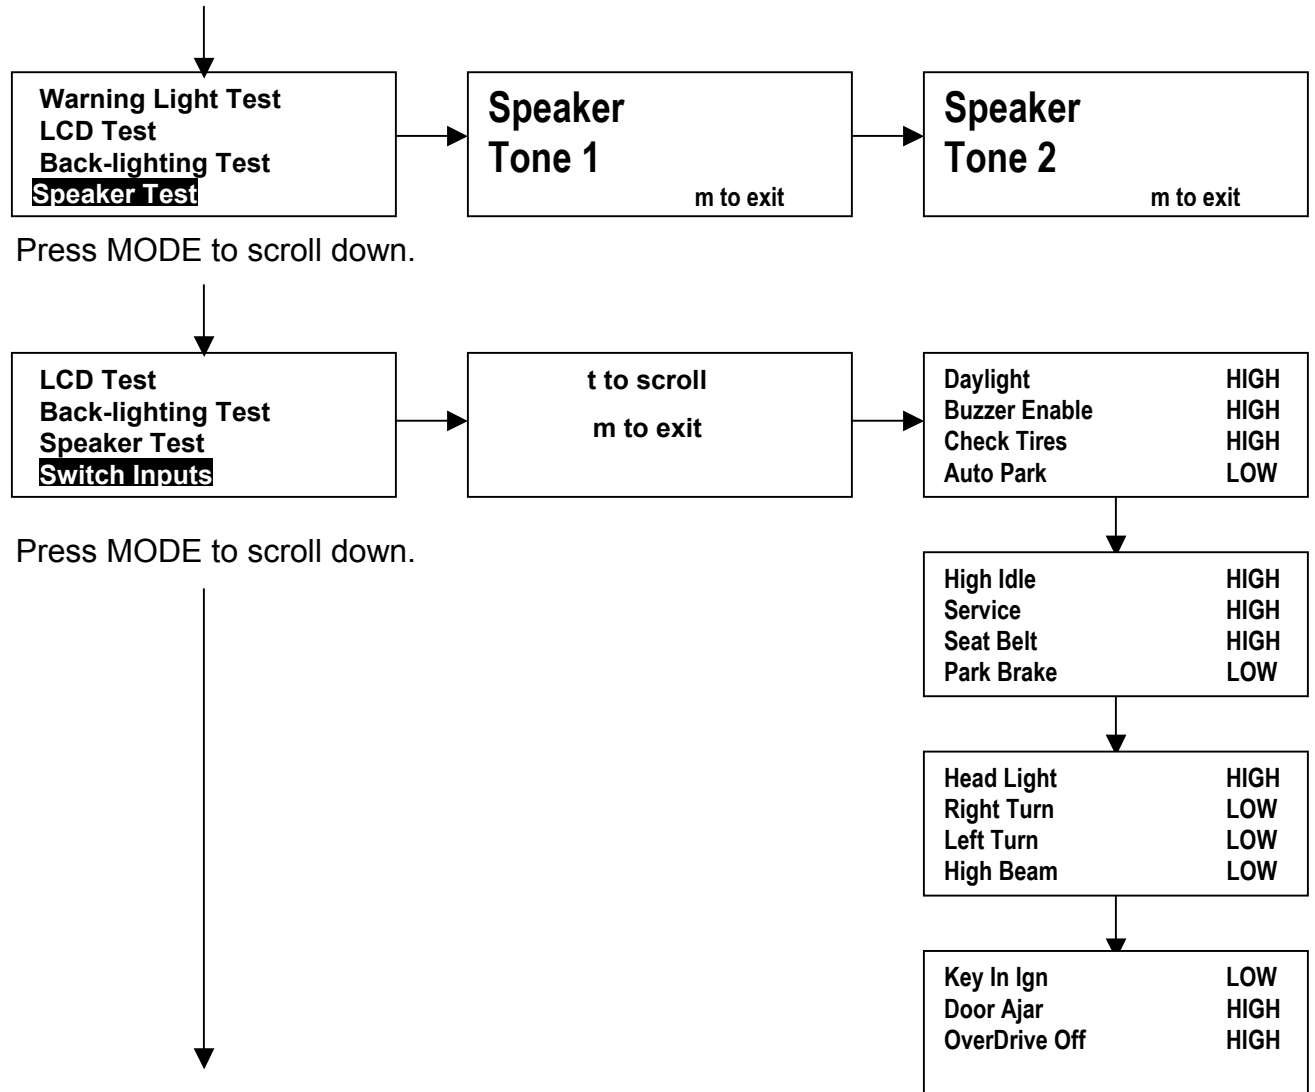 Warning Light Test
LCD Test
Back-lighting Test
Speaker Test
Speaker
Tone 1
m to exit
Speaker
Tone 2
m to exit
Press MODE to scroll down.
LCD Test
Back-lighting Test
Speaker Test
Switch Inputs
t to scroll
m to exit
Daylight HIGH
Buzzer Enable HIGH
Check Tires HIGH
Auto Park LOW
Press MODE to scroll down.
High Idle HIGH
Service HIGH
Seat Belt HIGH
Park Brake LOW
Head Light HIGH
Right Turn LOW
Left Turn LOW
High Beam LOW
Key In Ign LOW
Door Ajar HIGH
OverDrive Off HIGH